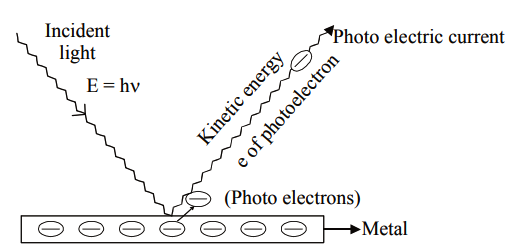 Incident
light
E = hν
Photo electric current
Kinetic energy
e of photoelectron
(Photo electrons)
Metal